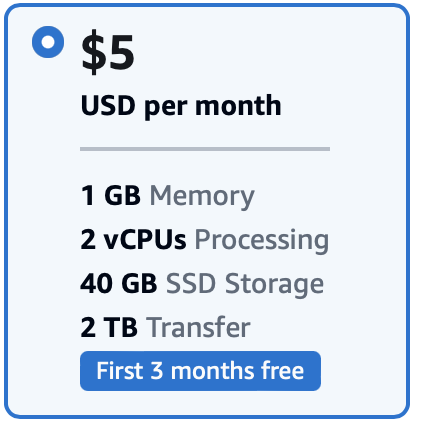 $5
USD per month
1 GB Memory
2 vCPUs Processing
40 GB SSD Storage
2 TB Transfer
First 3 months free